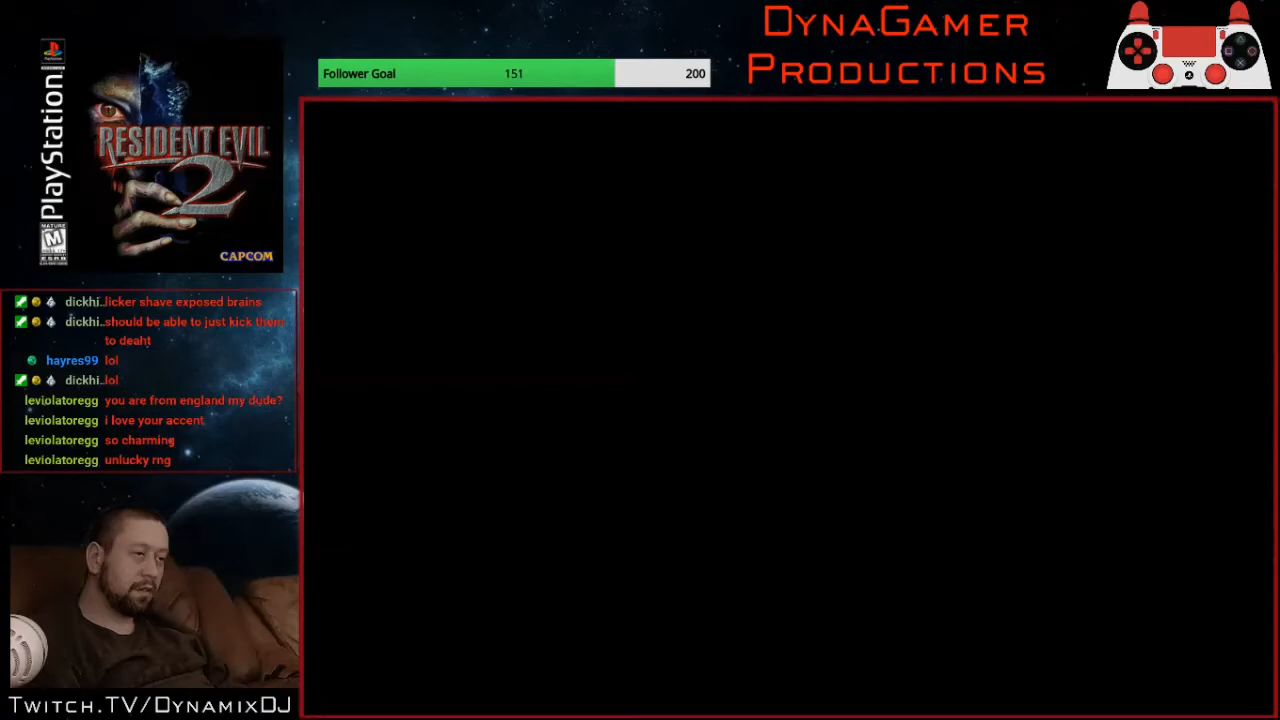 DynaGamer
Productions
Follower Goal 151 200
PlayStation
RESIDENT EVIL
2
MATURE
M
ESRB
CAPCOM
dickhi..licker shave exposed brains
dickhi..should be able to just kick them
to deaht
hayres99 lol
dickhi..lol
leviolatoregg you are from england my dude?
leviolatoregg i love your accent
leviolatoregg so charming
leviolatoregg unlucky rng
Twitch.TV/DynamixDJ